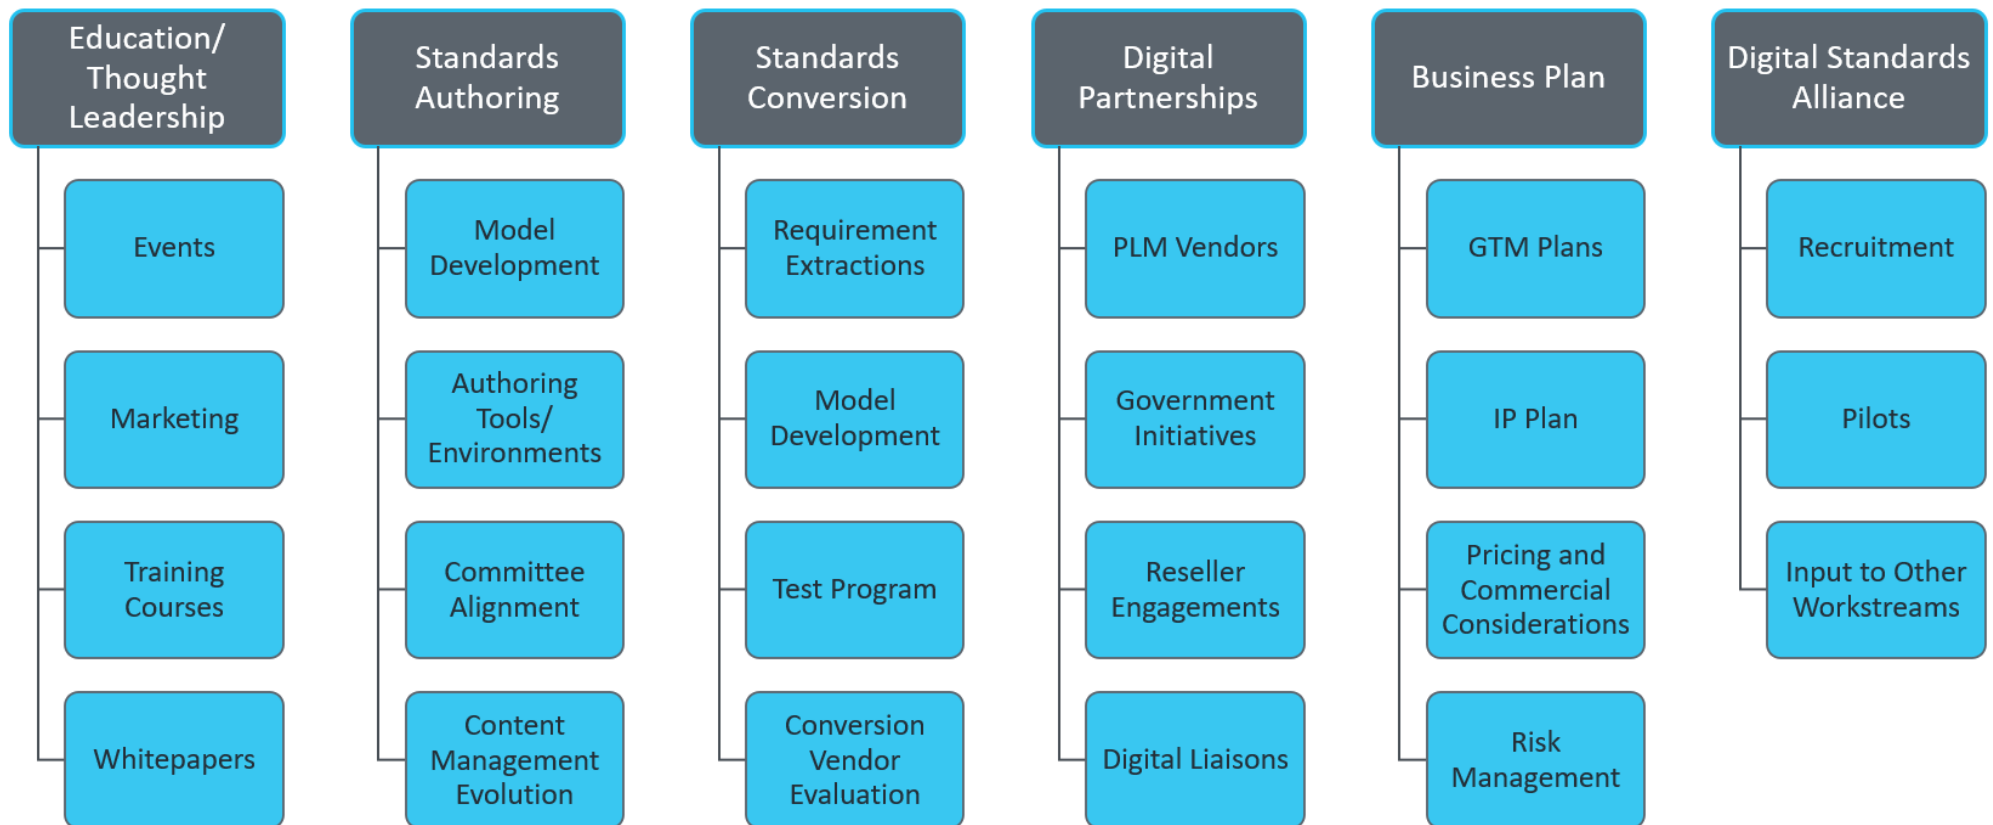 Education/
Thought
Leadership
Events
Marketing
Training
Courses
Whitepapers
Standards
Authoring
Model
Development
Authoring
Tools/
Environments
Committee
Alignment
Content
Management
Evolution
Standards
Conversion
Requirement
Extractions
Model
Development
Test Program
Conversion
Vendor
Evaluation
Digital
Partnerships
PLM Vendors
Government
Initiatives
Reseller
Engagements
Digital Liaisons
Business Plan
GTM Plans
IP Plan
Pricing and
Commercial
Considerations
Risk
Management
Digital Standards
Alliance
Recruitment
Pilots
Input to Other
Workstreams